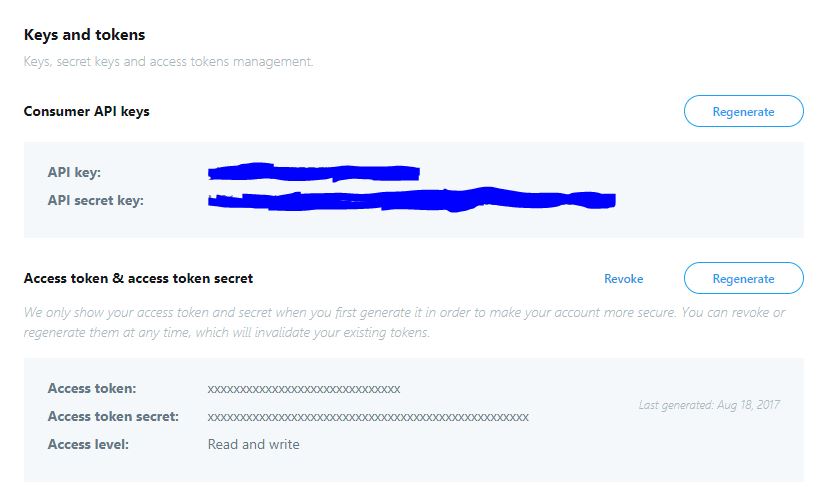 Keys and tokens
Keys, secret keys and access tokens management.
Consumer API keys
Regenerate
API key:
API secret key:
Access token & access token secret
Revoke
Regenerate
We only show your access token and secret when you first generate it in order to make your account more secure. You can revoke or
regenerate them at any time, which will invalidate your existing tokens.
Access token: xxxxxxxxxxxxxxxxxxxxxxxxxxxxxxxx
Last generated: Aug 18, 2017
Access token secret: xxxxxxxxxxxxxxxxxxxxxxxxxxxxxxxxxxxxxxxxxxxxxxxxxxxxx
Access level: Read and write